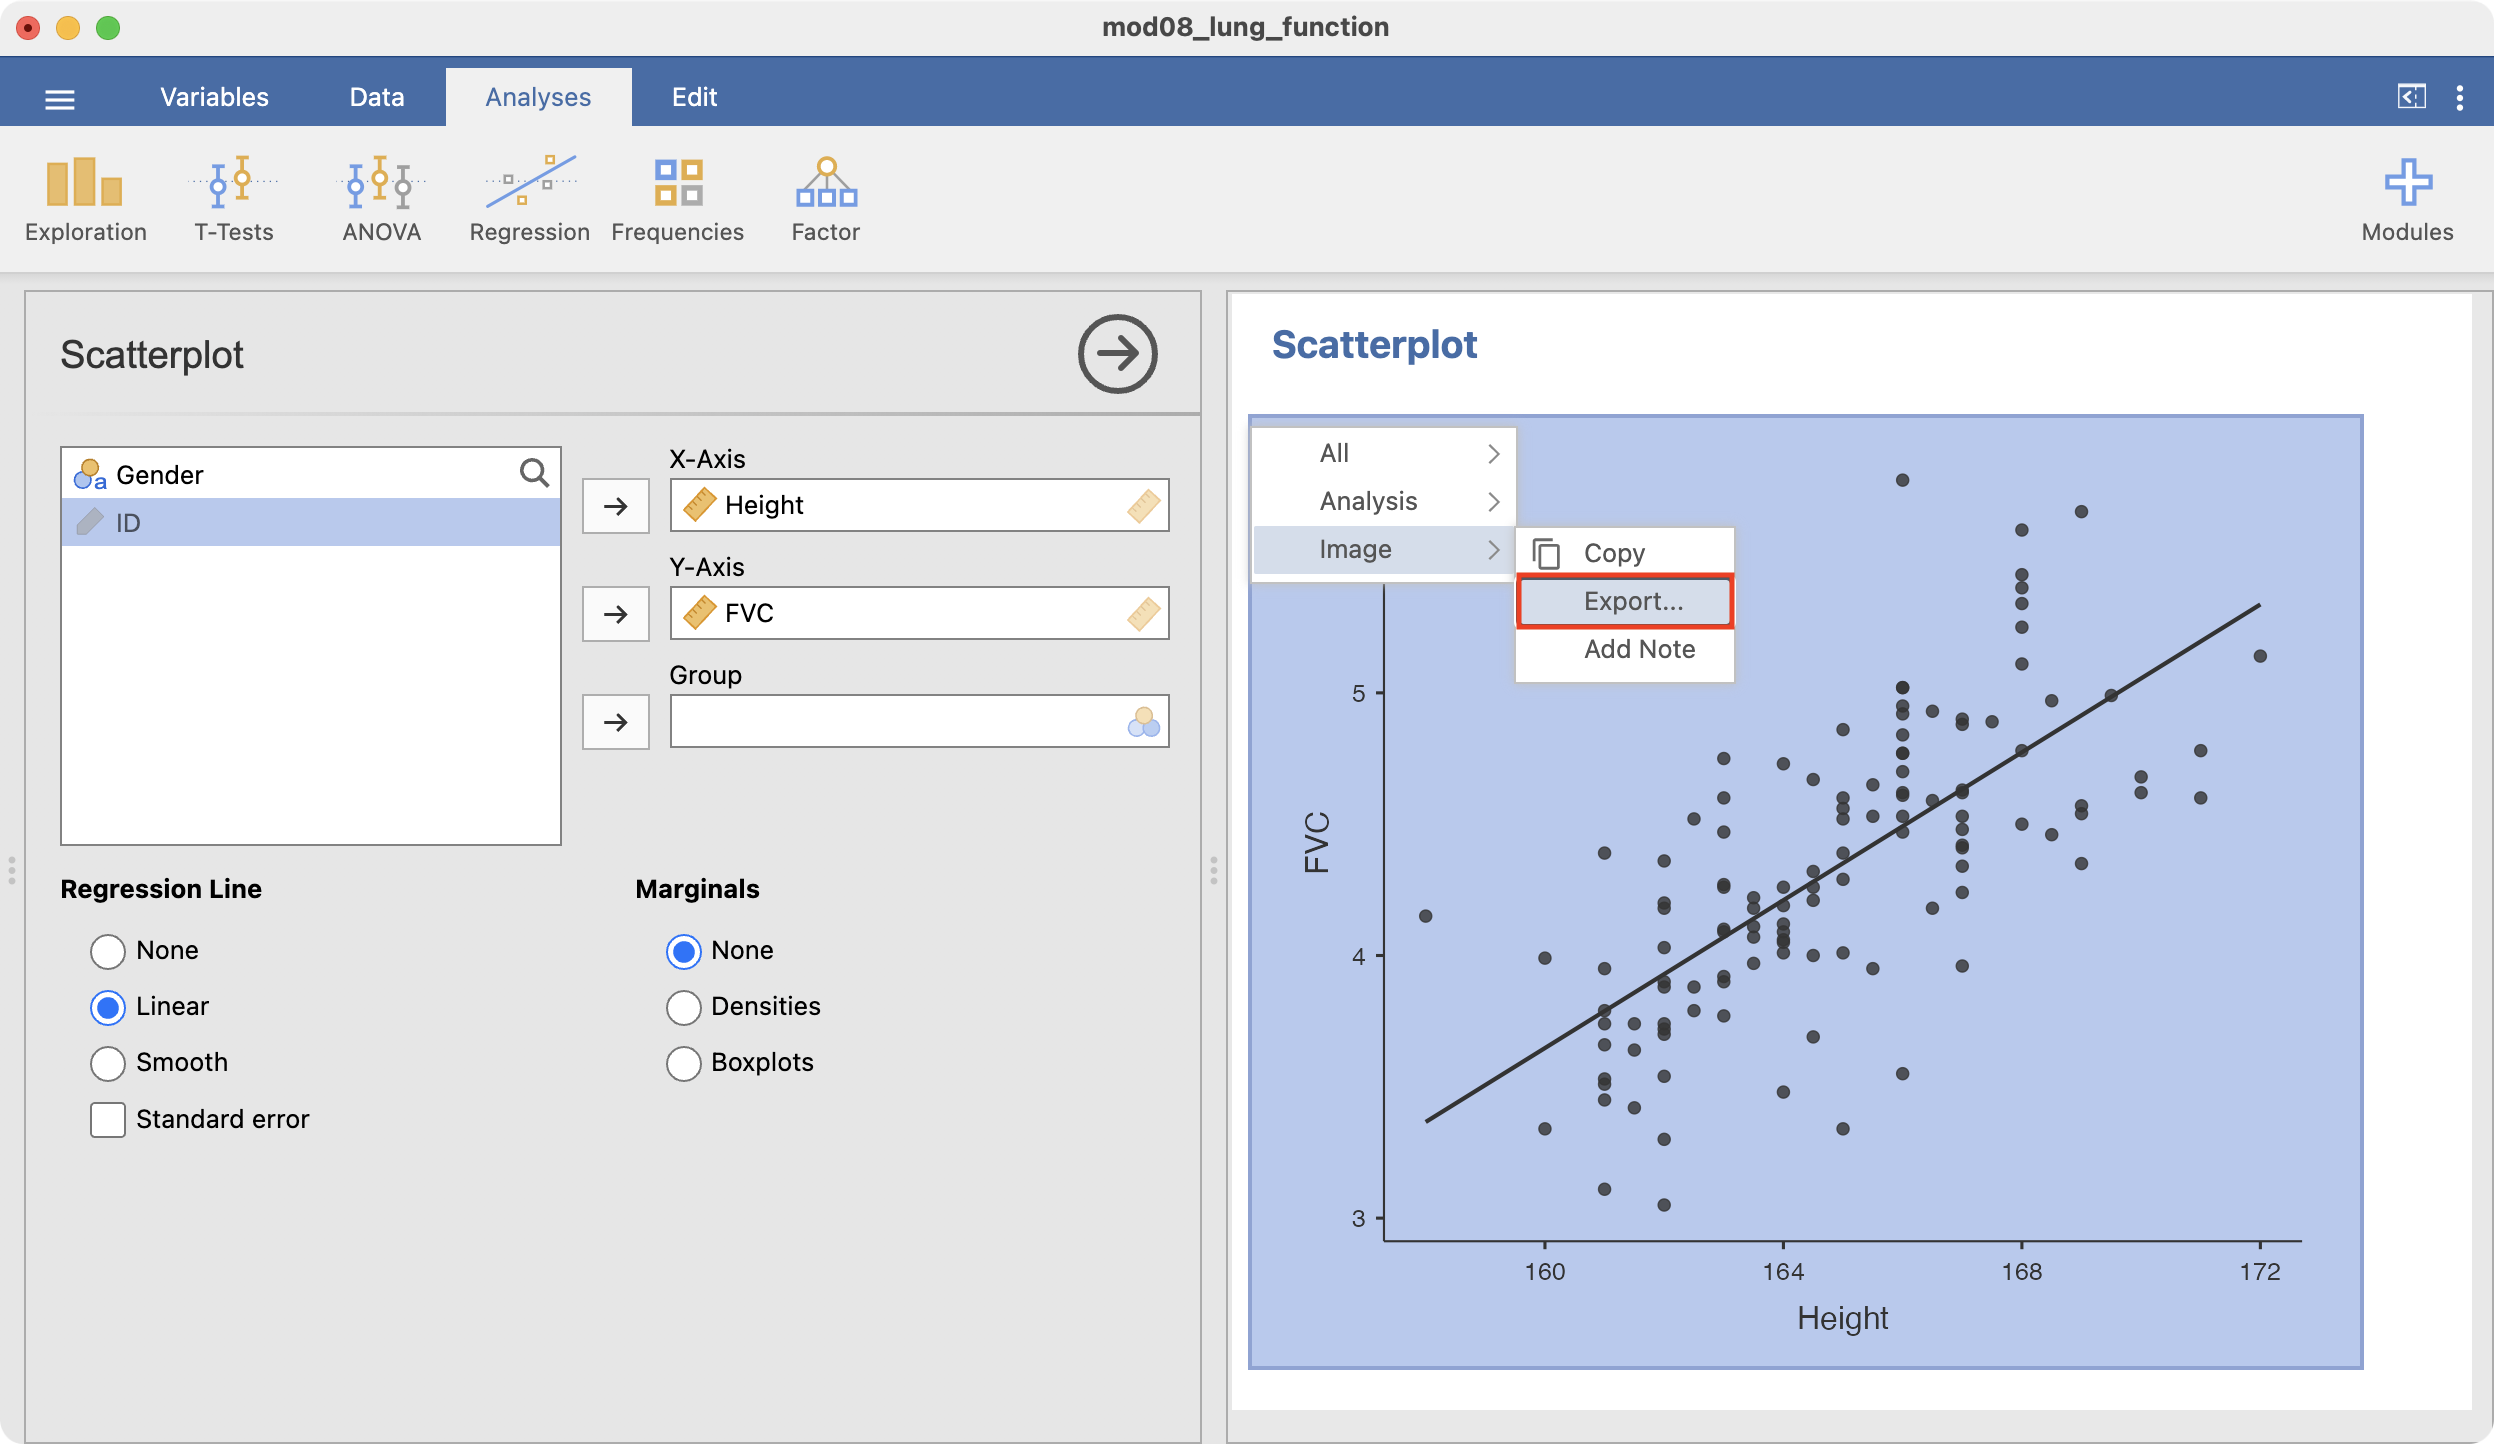 mod08_lung_function
Variables
Data
Analyses
Edit
Exploration
T-Tests
ANOVA
Regression
Frequencies
Factor
Modules
Scatterplot
a Gender
ID
X-Axis
Height
Y-Axis
FVC
Group
Regression Line
None
Linear
Smooth
Standard error
Marginals
None
Densities
Boxplots
Scatterplot
All
Analysis
Image
Copy
Export...
Add Note
FVC
5
4
3
160
164
168
172
Height